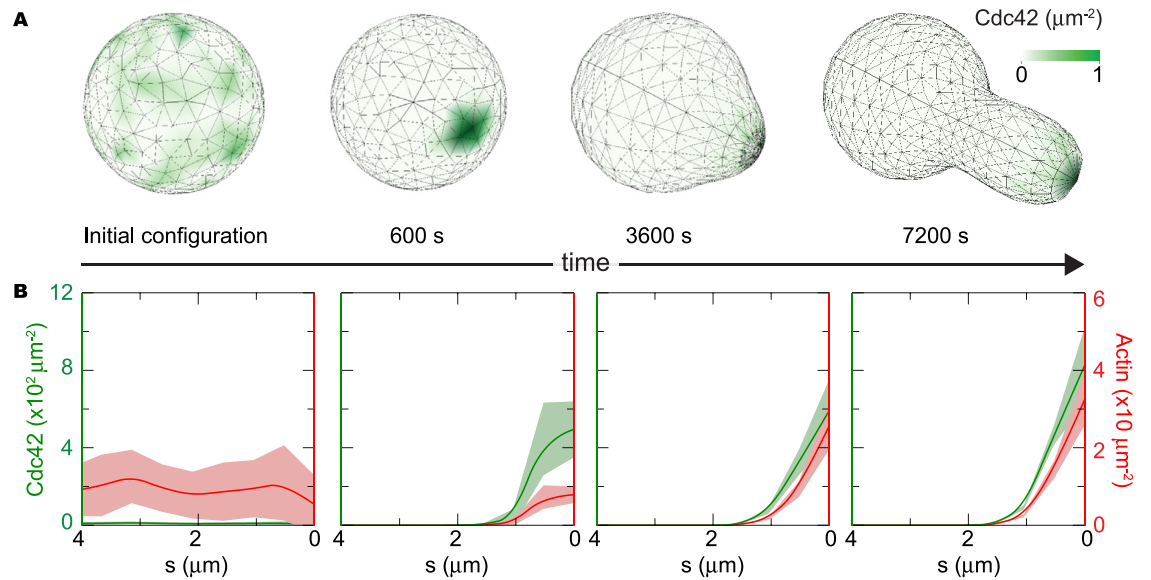 A
Cdc42 (μm-2)
0 1
Initial configuration 600 s 3600 s 7200 s
time
B
12 6
8 4
4 2
0 0
Cdc42 (x10² μm-2)
Actin (x10 μm-2)
4 2 0 4 2 0 4 2 0 4 2 0
s (μm) s (μm) s (μm) s (μm)